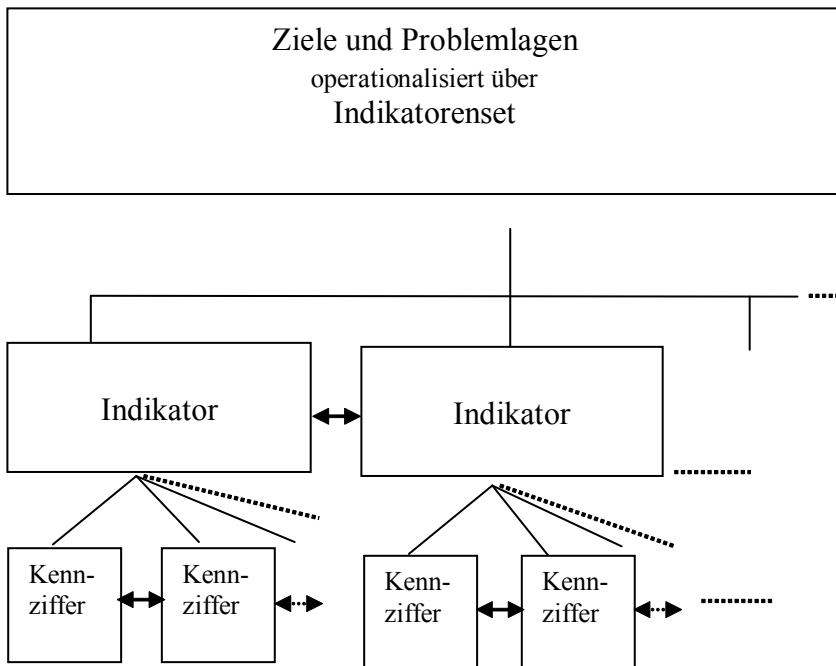 Ziele und Problemlagen
operationalisiert über
Indikatorenset
Indikator
Indikator
Kenn-
ziffer
Kenn-
ziffer
Kenn-
ziffer
Kenn-
ziffer